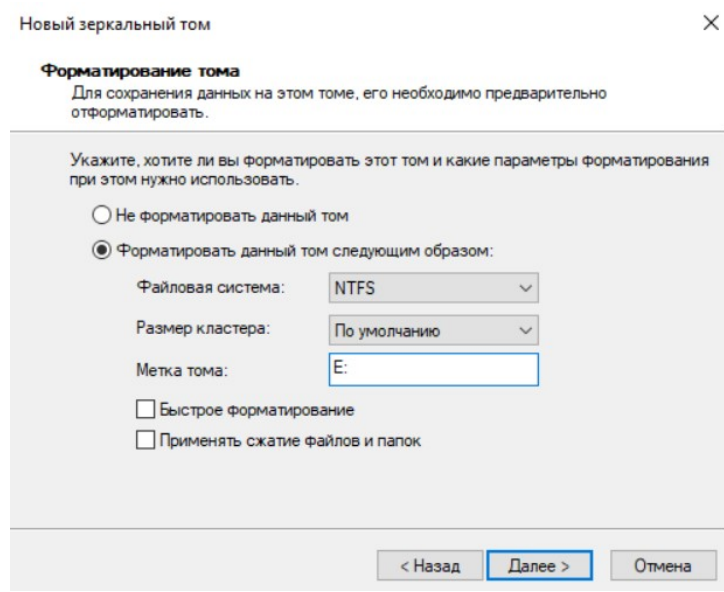 Новый зеркальный том
Форматирование тома
Для сохранения данных на этом томе, его необходимо предварительно
отформатировать.
Укажите, хотите ли вы форматировать этот том и какие параметры форматирования
при этом нужно использовать.
Не форматировать данный том
Форматировать данный том следующим образом:
Файловая система: NTFS
Размер кластера: По умолчанию
Метка тома: E:
Быстрое форматирование
Применять сжатие файлов и папок
< Назад Далее > Отмена